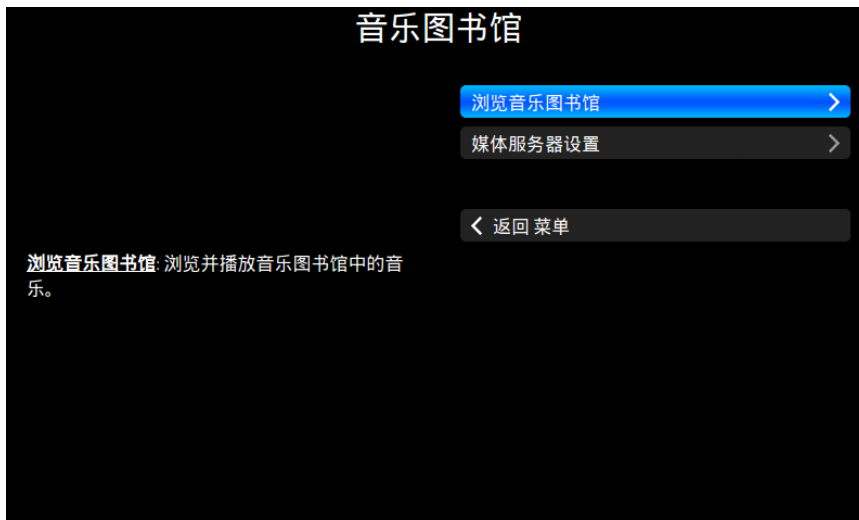 音乐图书馆
浏览音乐图书馆
媒体服务器设置
返回 菜单
浏览音乐图书馆: 浏览并播放音乐图书馆中的音
乐。